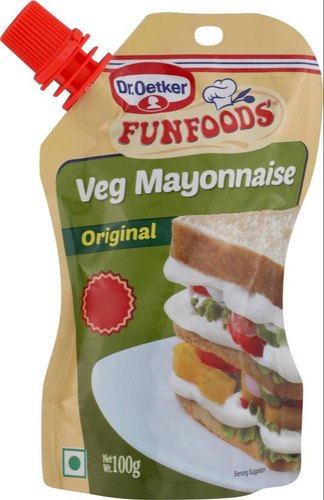 Dr.Oetker
FUNFOODS
Veg Mayonnaise
Original
Serving Suggestion
Net
Wt. 100g